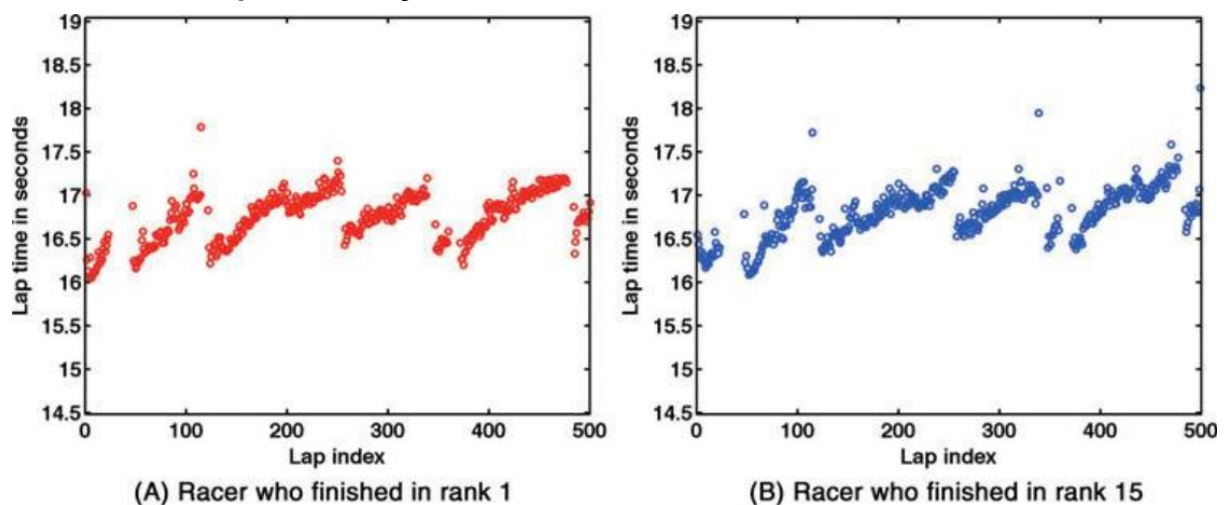 19
18.5
18
17.5
17
16.5
16
15.5
15
14.5
Lap time in seconds
0 100 200 300 400 500
Lap index
(A) Racer who finished in rank 1
19
18.5
18
17.5
17
16.5
16
15.5
15
14.5
Lap time in seconds
0 100 200 300 400 500
Lap index
(B) Racer who finished in rank 15